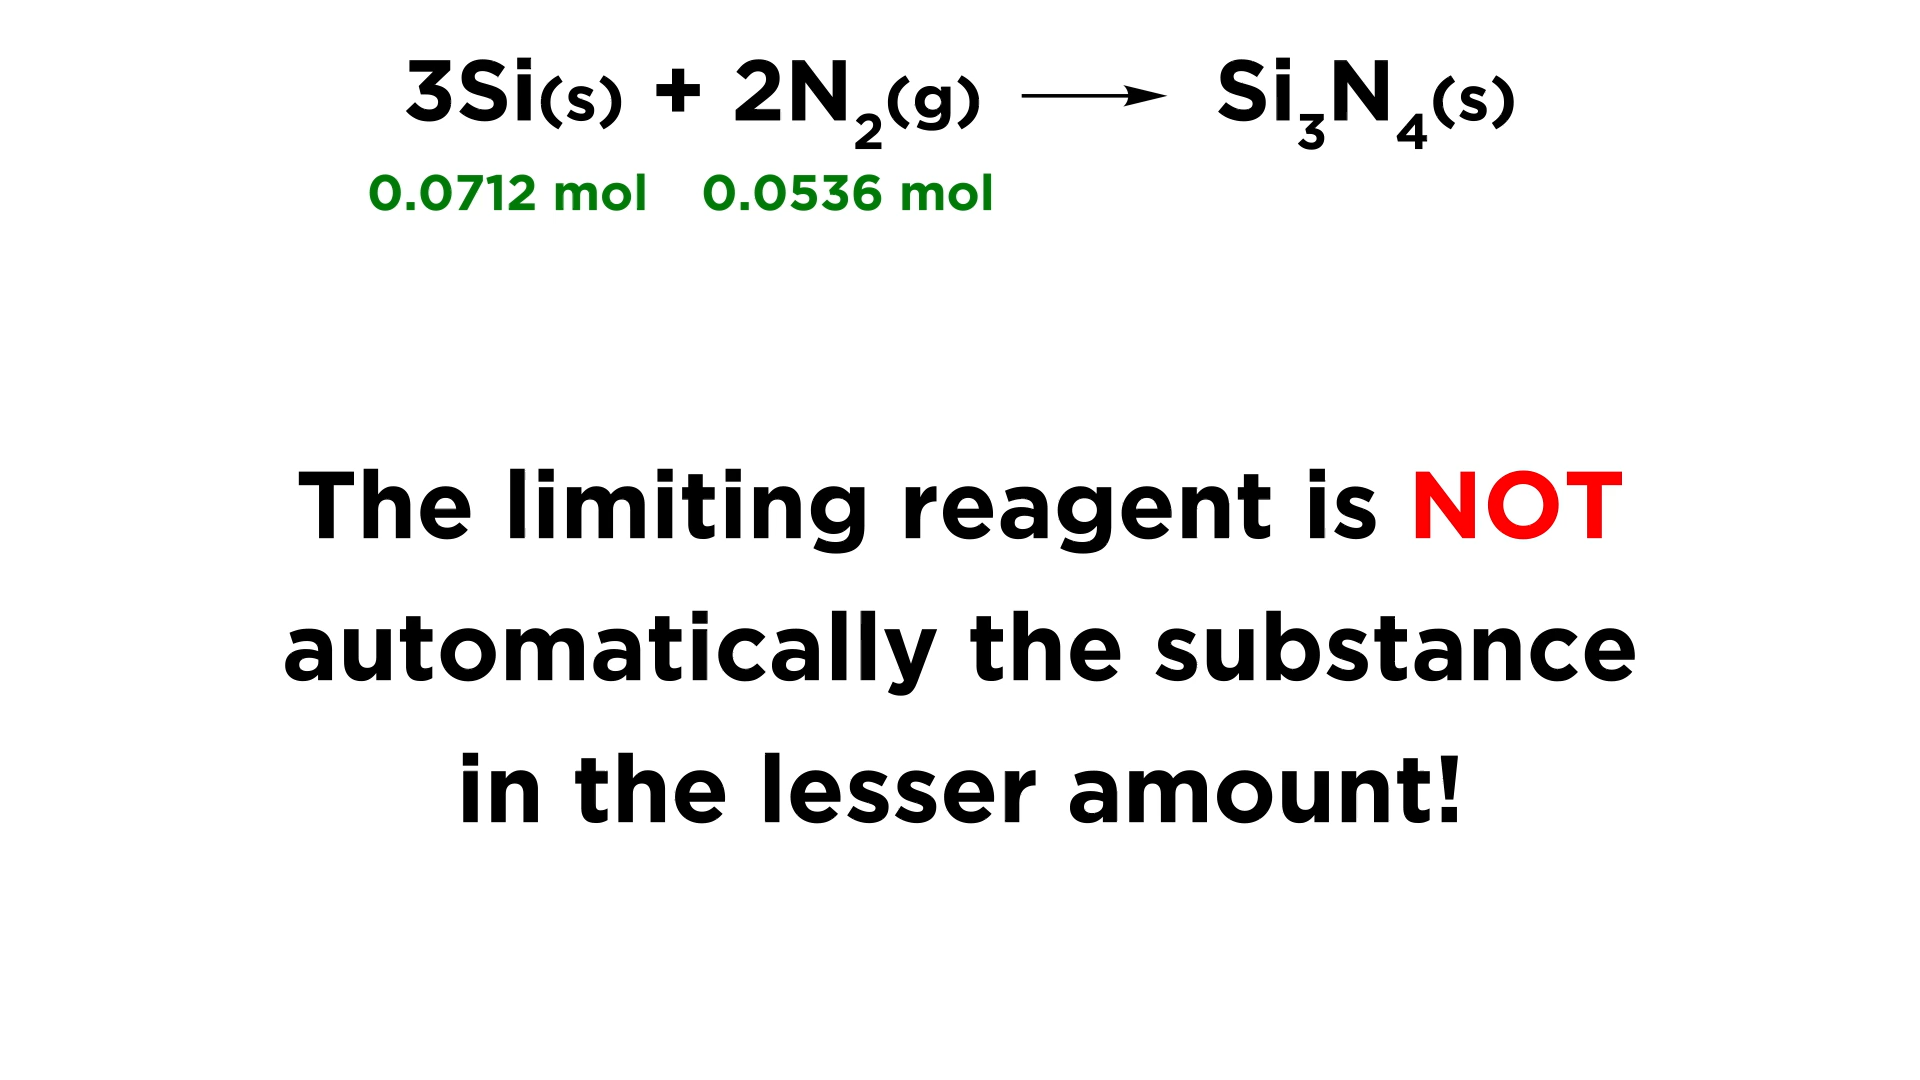 3Si(s) + 2N₂(g) ⟶ Si₃N₄(s)
0.0712 mol 0.0536 mol
The limiting reagent is NOT
automatically the substance
in the lesser amount!